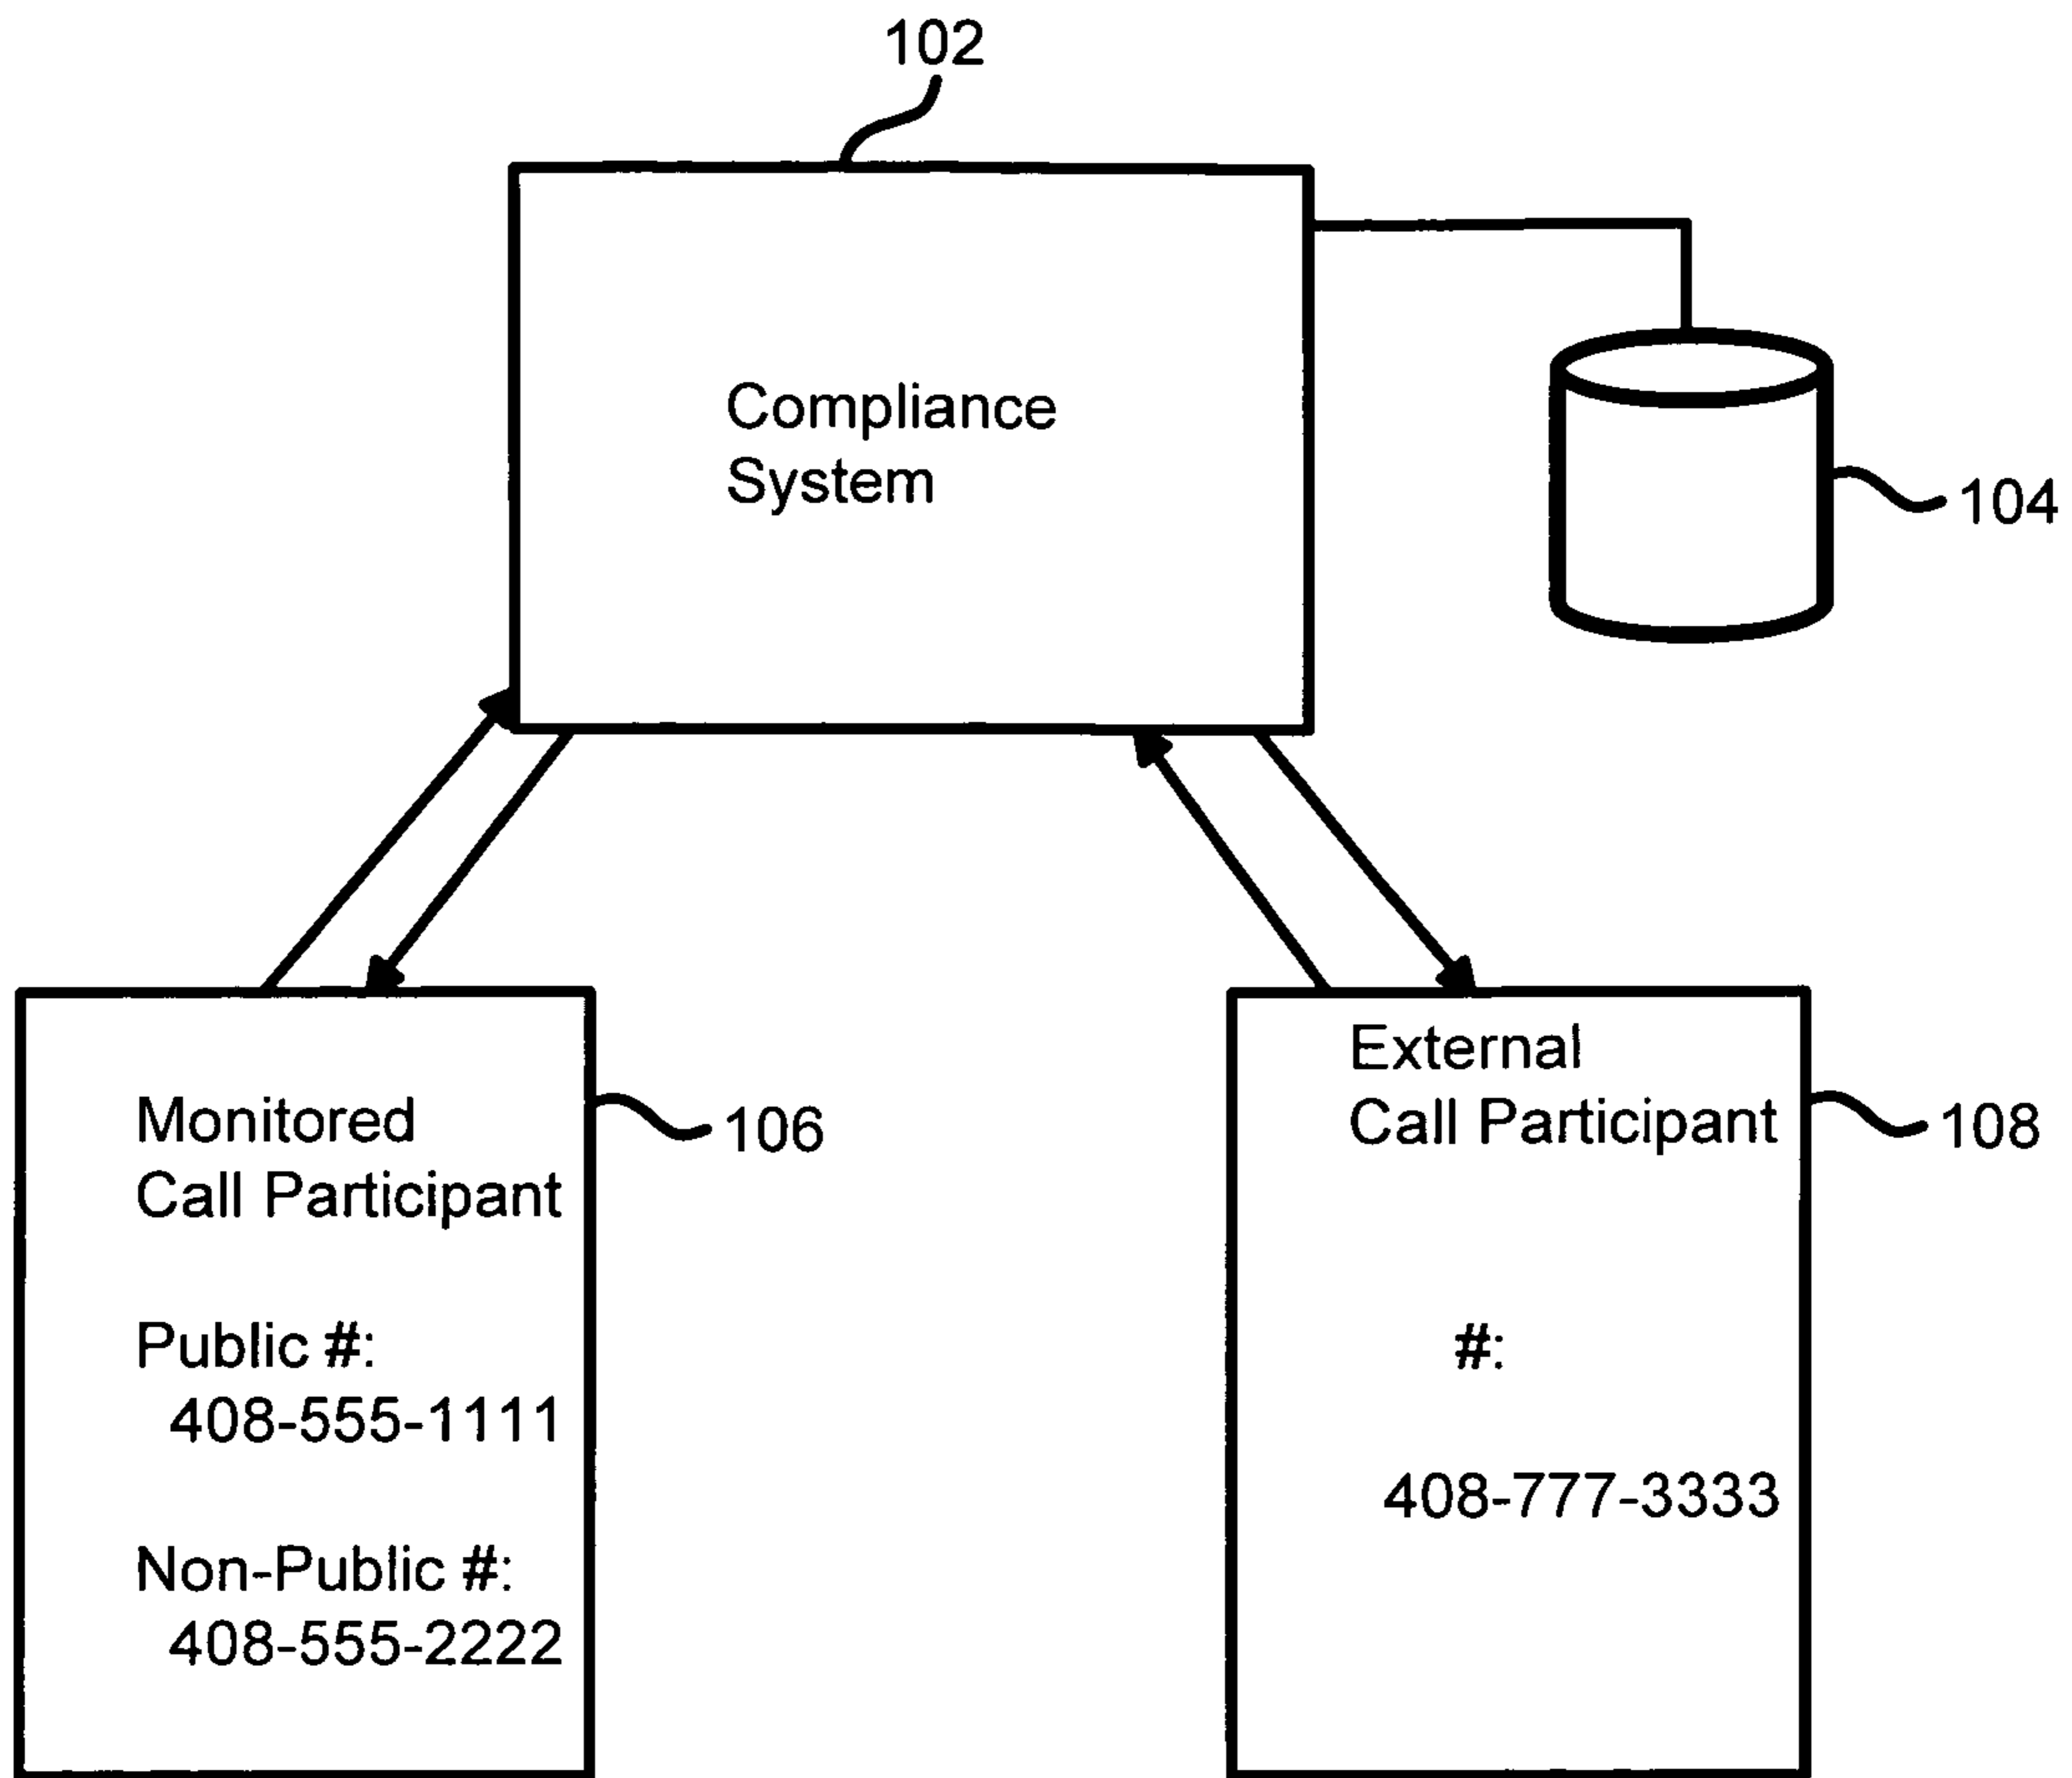 102
Compliance
System
104
Monitored
Call Participant
106
Public #:
408-555-1111
Non-Public #:
408-555-2222
External
Call Participant
108
#:
408-777-3333